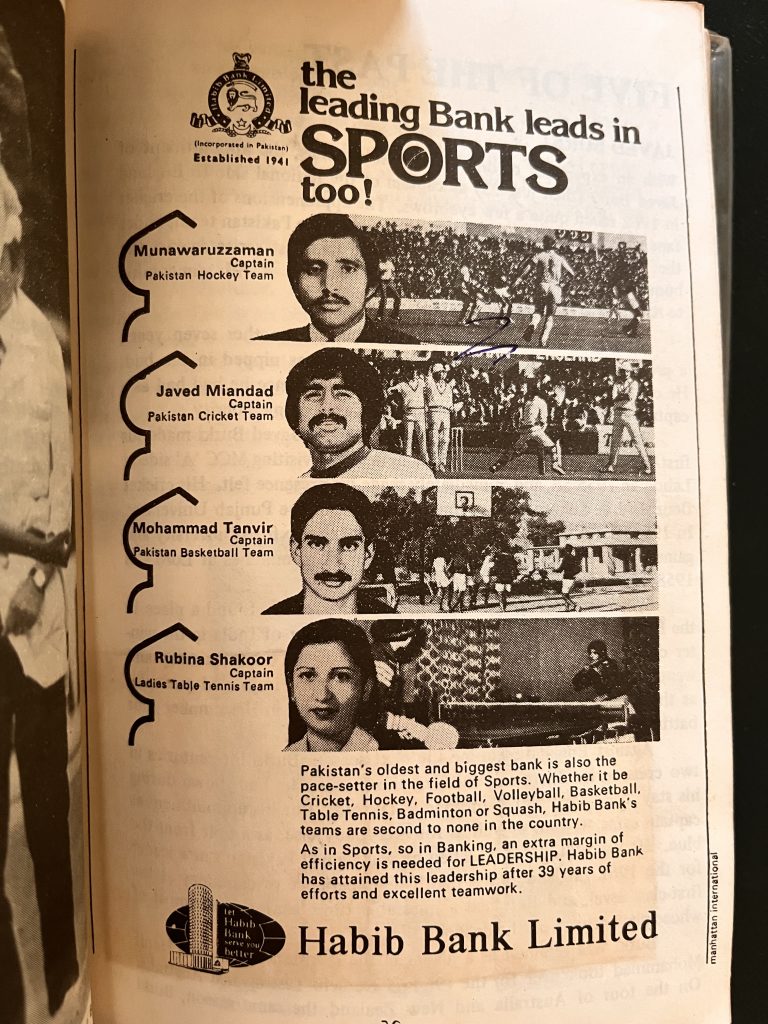 Habib Bank Limited
(Incorporated in Pakistan)
Established 1941
the
leading Bank leads in
SPORTS
too!
Munawaruzzaman
Captain
Pakistan Hockey Team
Javed Miandad
Captain
Pakistan Cricket Team
Mohammad Tanvir
Captain
Pakistan Basketball Team
Rubina Shakoor
Captain
Ladies Table Tennis Team
Pakistan's oldest and biggest bank is also the
pace-setter in the field of Sports. Whether it be
Cricket, Hockey, Football, Volleyball, Basketball,
Table Tennis, Badminton or Squash, Habib Bank's
teams are second to none in the country.
As in Sports, so in Banking, an extra margin of
efficiency is needed for LEADERSHIP. Habib Bank
has attained this leadership after 39 years of
efforts and excellent teamwork.
let
Habib
Bank
serve you
better
Habib Bank Limited
manhattan international